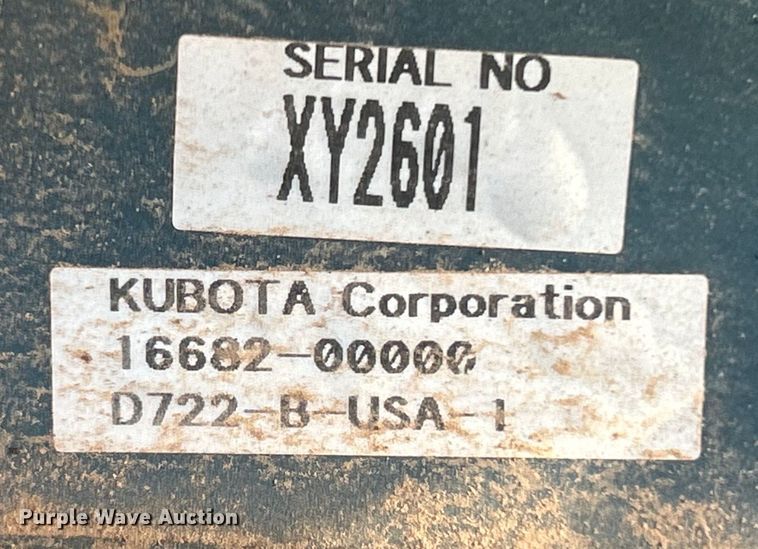 SERIAL NO
XY2601
KUBOTA Corporation
16682-00000
D722-B-USA-1
Purple Wave Auction